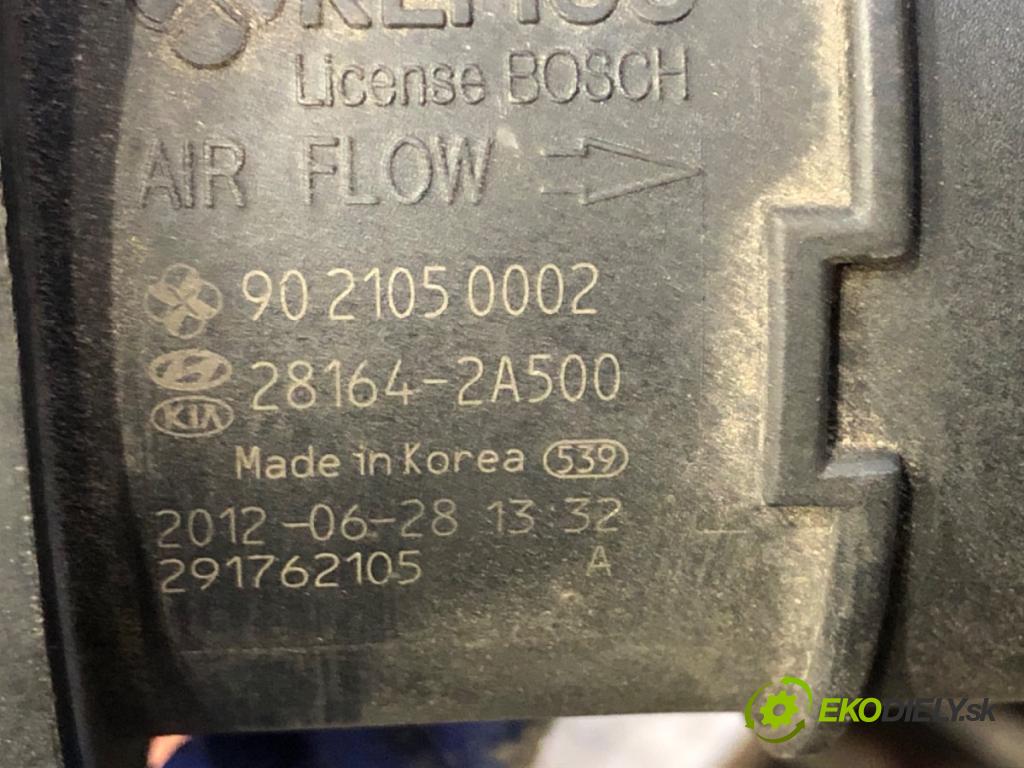 License BOSCH
AIR FLOW
90 2105 0002
28164-2A500
KIA
Made in Korea 539
2012-06-28 13:32
291762105 A
EKODIELY.sk